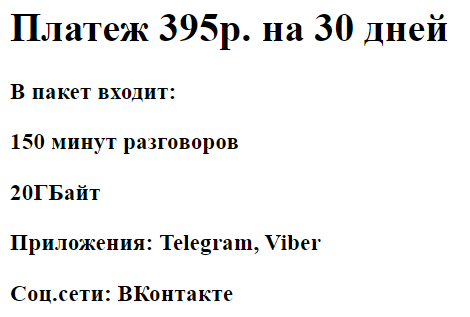 Платеж 395р. на 30 дней
В пакет входит:
150 минут разговоров
20ГБайт
Приложения: Telegram, Viber
Соц.сети: ВКонтакте